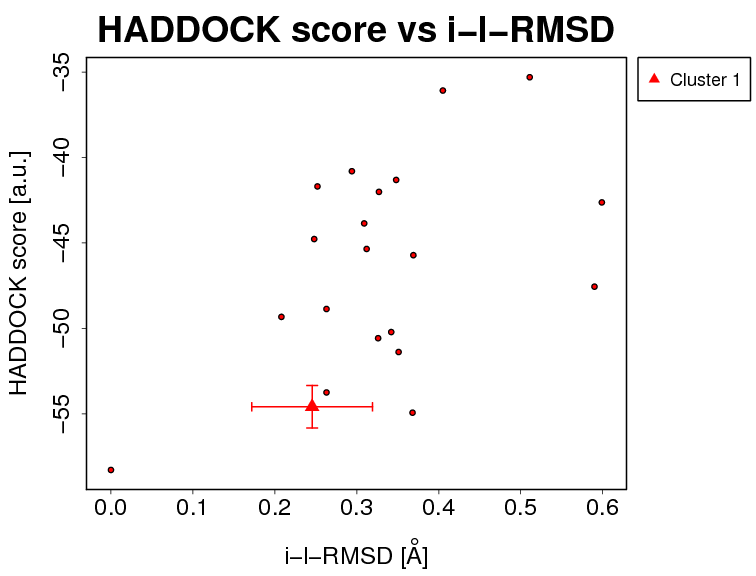 HADDOCK score vs i−l−RMSD
Cluster 1
HADDOCK score [a.u.]
−35
−40
−45
−50
−55
0.0 0.1 0.2 0.3 0.4 0.5 0.6
i−l−RMSD [Å]